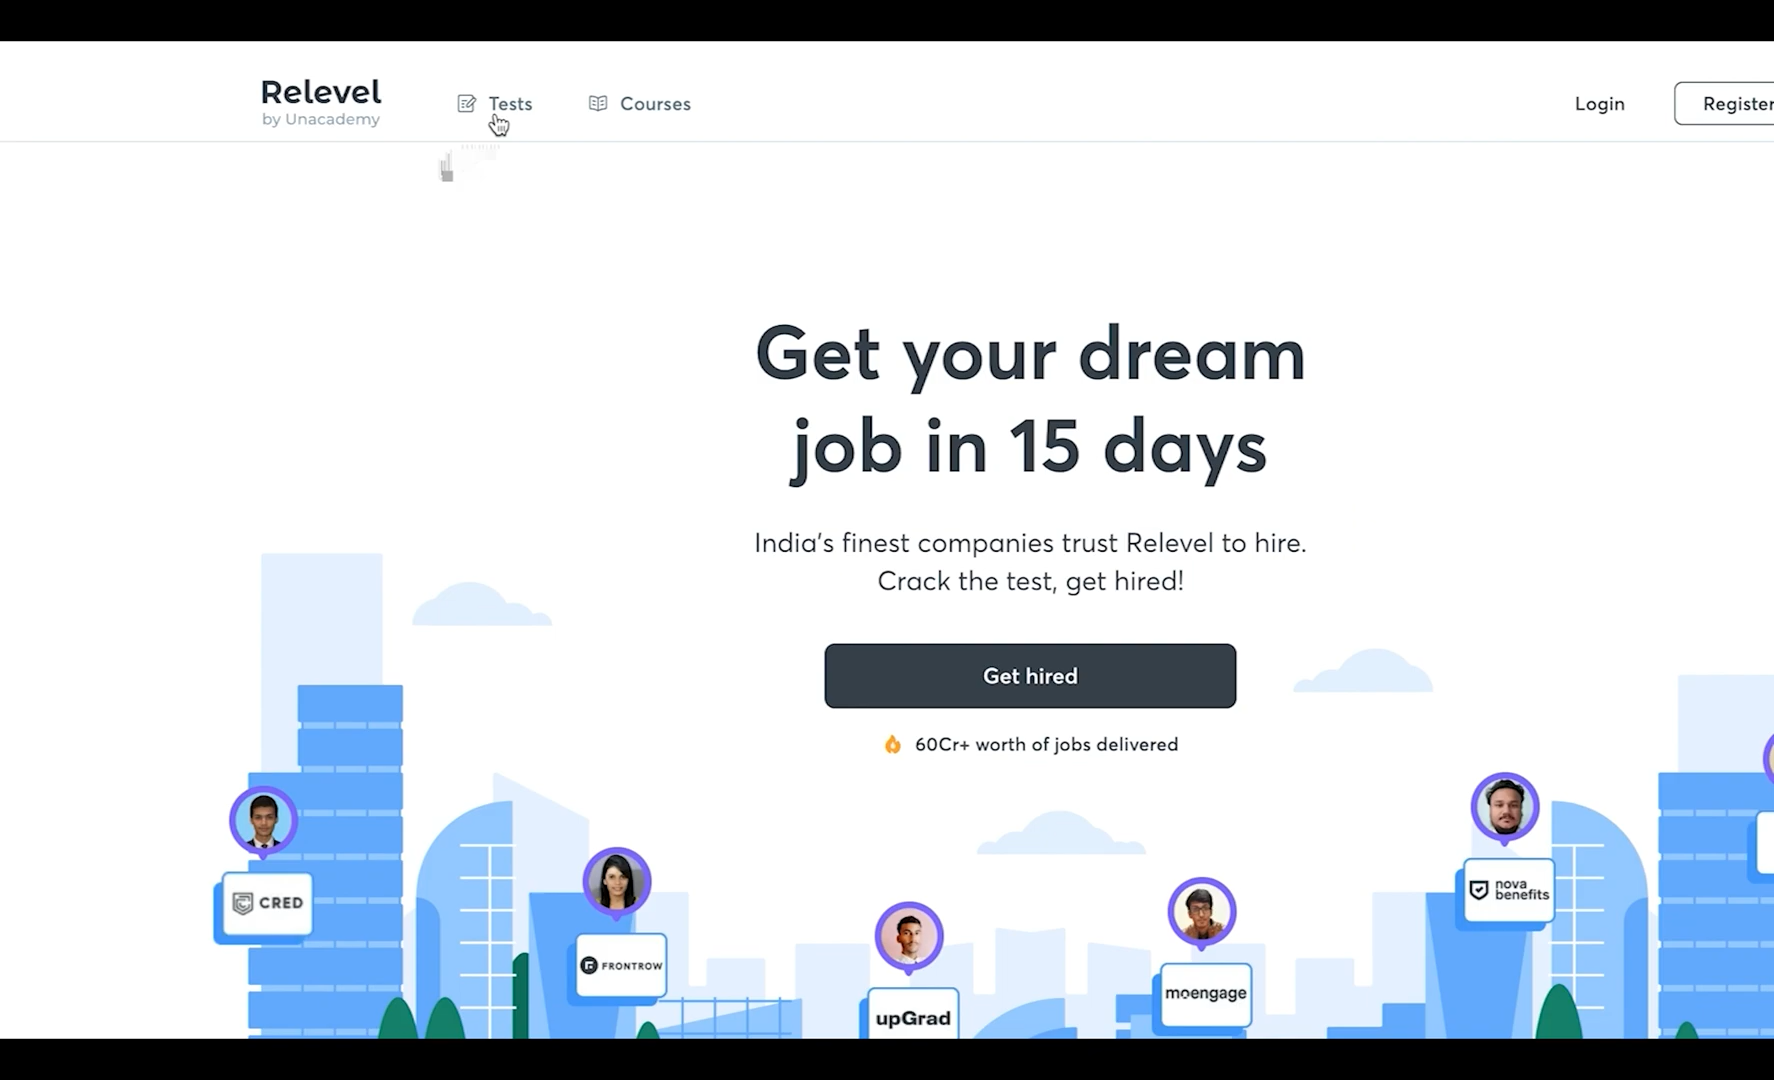 Relevel
by Unacademy
Tests
Courses
Login
Register
Get your dream
job in 15 days
India's finest companies trust Relevel to hire.
Crack the test, get hired!
Get hired
60Cr+ worth of jobs delivered
CRED
FRONTROW
upGrad
moengage
nova
benefits